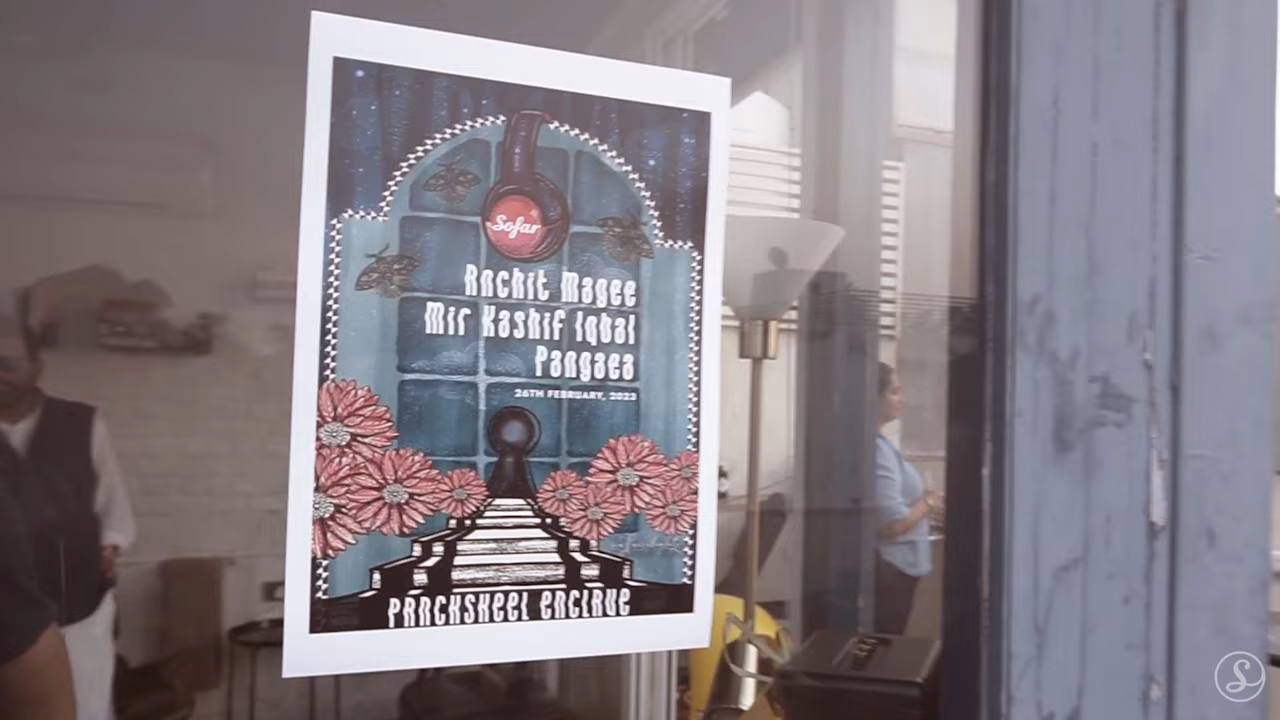 Sofar
Rachit Magee
Mir Kashif Iqbal
Pangaea
26TH FEBRUARY, 2023
PANCHSHEEL ENCLAVE
S